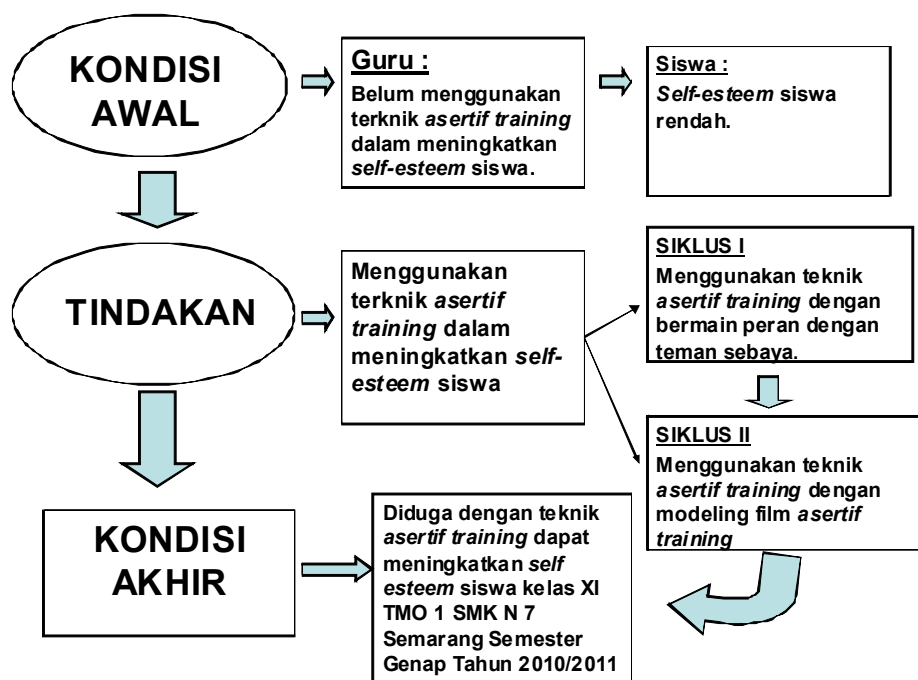 KONDISI
AWAL
Guru :
Belum menggunakan
terknik asertif training
dalam meningkatkan
self-esteem siswa.
Siswa :
Self-esteem siswa
rendah.
TINDAKAN
Menggunakan
terknik asertif
training dalam
meningkatkan self-
esteem siswa
SIKLUS I
Menggunakan teknik
asertif training dengan
bermain peran dengan
teman sebaya.
SIKLUS II
Menggunakan teknik
asertif training dengan
modeling film asertif
training
KONDISI
AKHIR
Diduga dengan teknik
asertif training dapat
meningkatkan self
esteem siswa kelas XI
TMO 1 SMK N 7
Semarang Semester
Genap Tahun 2010/2011